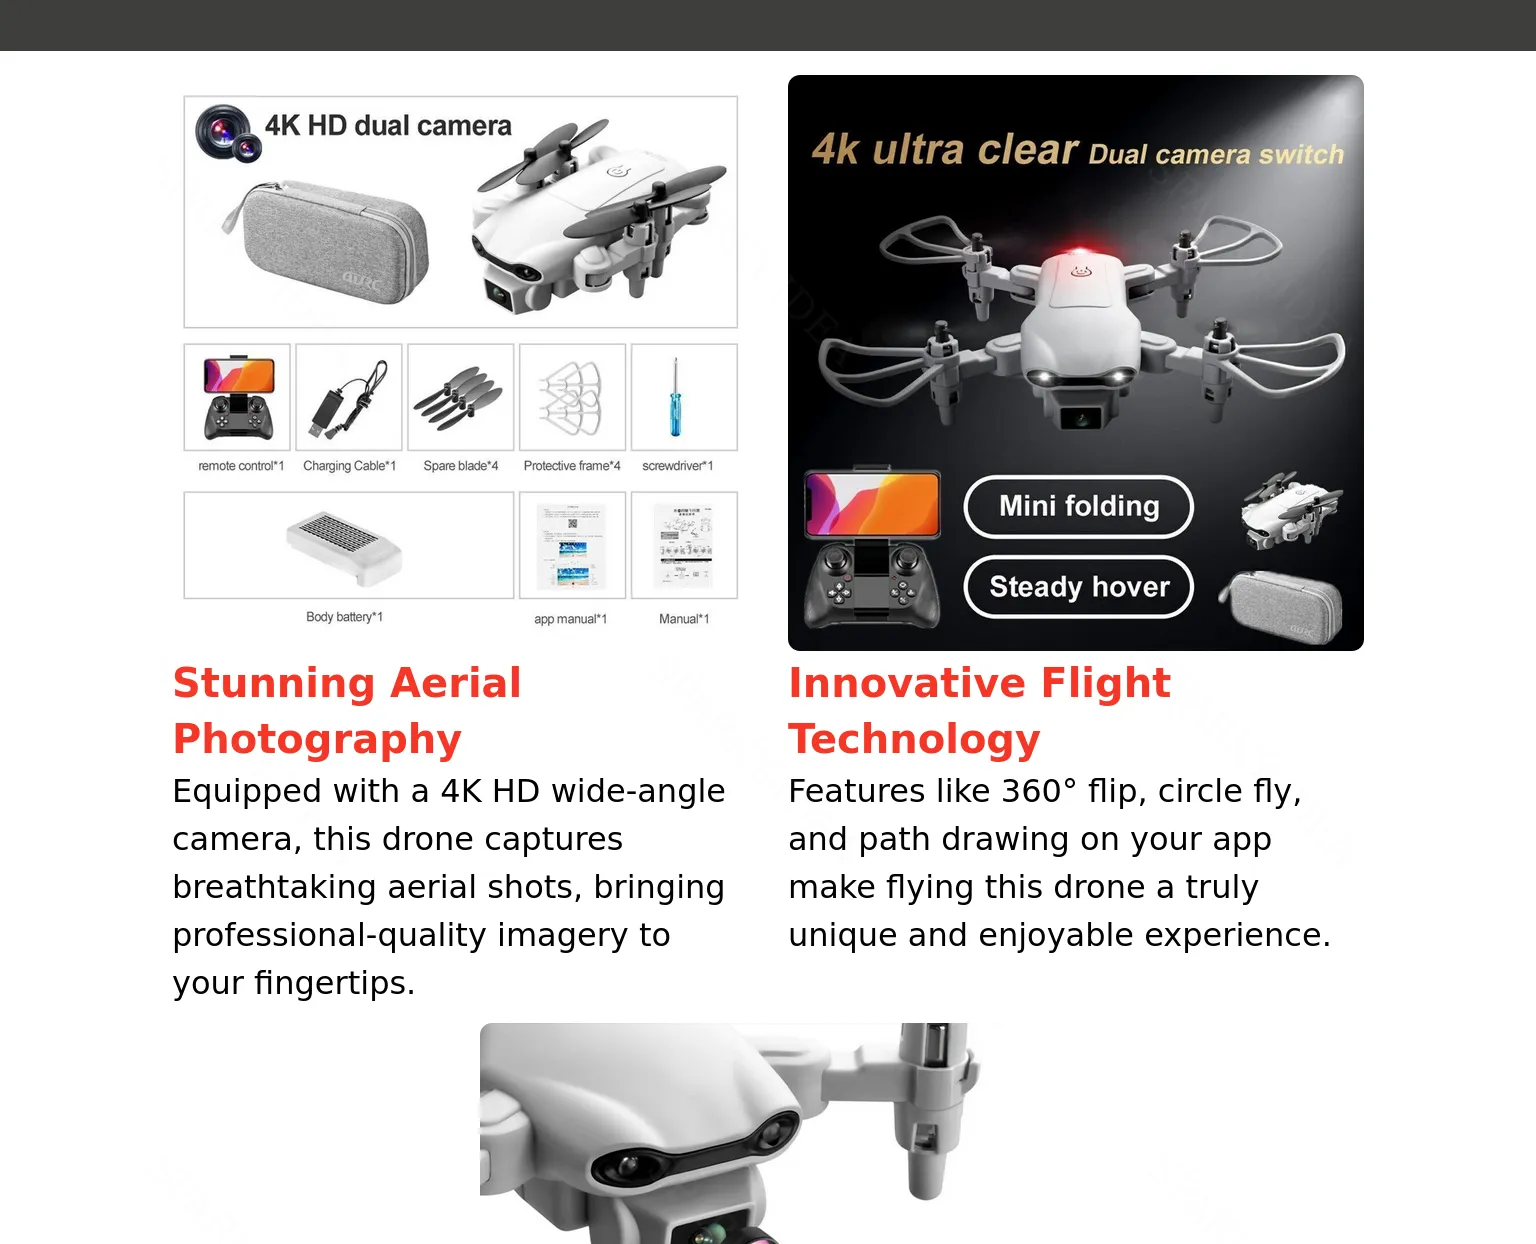 4K HD dual camera
4DRC
remote control*1
Charging Cable*1
Spare blade*4
Protective frame*4
screwdriver*1
Body battery*1
app manual*1
Manual*1
4k ultra clear Dual camera switch
Mini folding
Steady hover
4DRC
Stunning Aerial
Photography
Equipped with a 4K HD wide-angle
camera, this drone captures
breathtaking aerial shots, bringing
professional-quality imagery to
your fingertips.
Innovative Flight
Technology
Features like 360° flip, circle fly,
and path drawing on your app
make flying this drone a truly
unique and enjoyable experience.